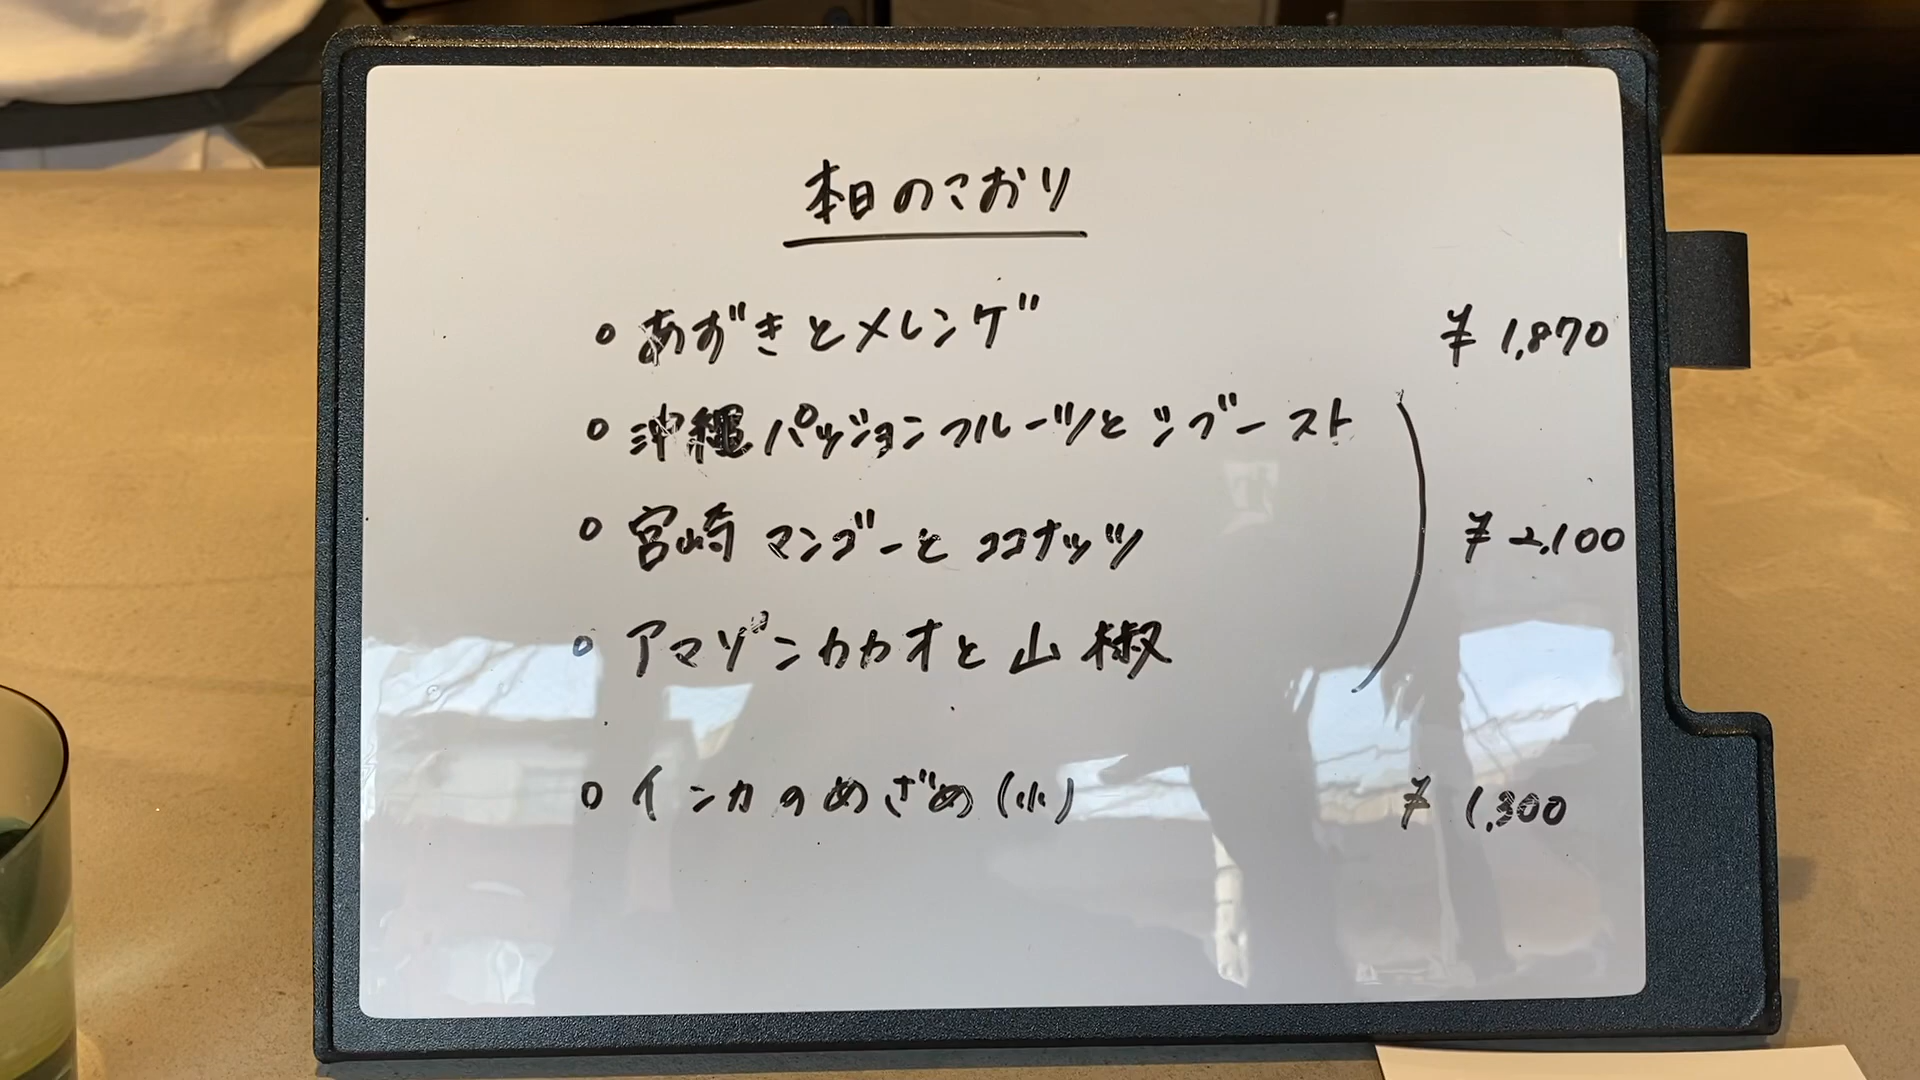 本日のこおり
○ あずきとメレンゲ ¥1,870
○ 沖縄パッションフルーツとシブースト
○ 宮崎マンゴーとココナッツ ¥2,100
○ アマゾンカカオと山椒
○ インカのめざめ(小) ¥1,300